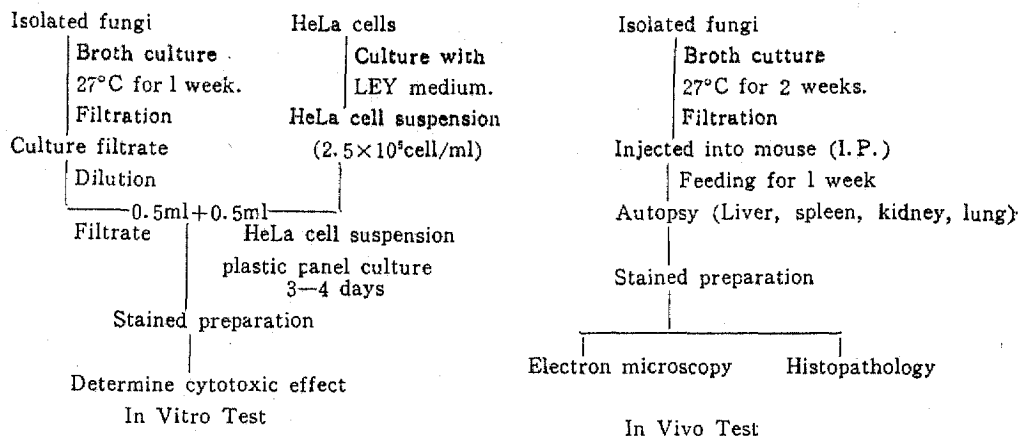 Isolated fungi
Broth culture
27°C for 1 week.
Filtration
Culture filtrate
Dilution
HeLa cells
Culture with
LEY medium.
HeLa cell suspension
(2.5×10⁵cell/ml)
0.5ml+0.5ml
Filtrate
HeLa cell suspension
plastic panel culture
3—4 days
Stained preparation
Determine cytotoxic effect
In Vitro Test
Isolated fungi
Broth cutture
27°C for 2 weeks.
Filtration
Injected into mouse (I.P.)
Feeding for 1 week
Autopsy (Liver, spleen, kidney, lung)
Stained preparation
Electron microscopy
Histopathology
In Vivo Test